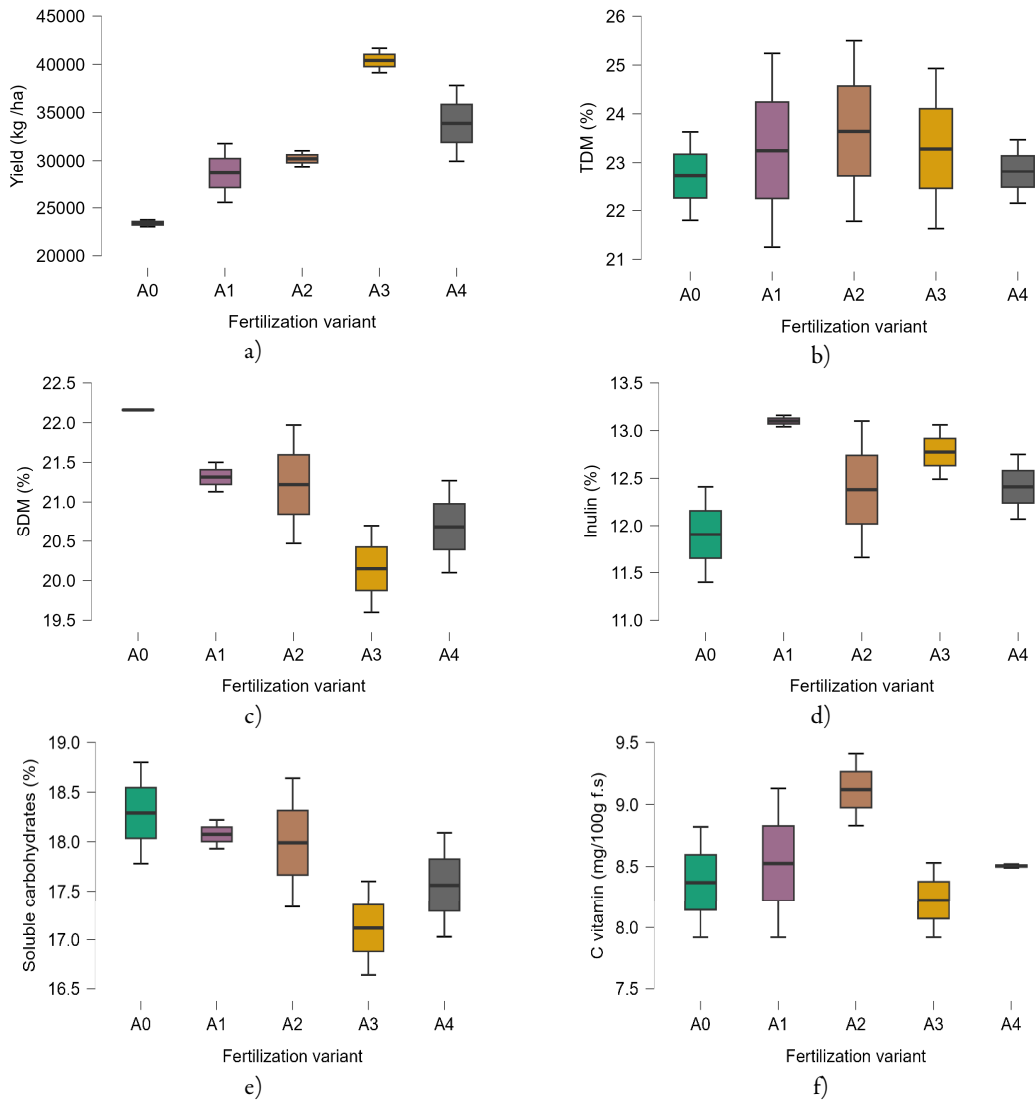 Yield (kg /ha)
45000
40000
35000
30000
25000
20000
A0 A1 A2 A3 A4
Fertilization variant
a)
TDM (%)
26
25
24
23
22
21
A0 A1 A2 A3 A4
Fertilization variant
b)
SDM (%)
22.5
22.0
21.5
21.0
20.5
20.0
19.5
A0 A1 A2 A3 A4
Fertilization variant
c)
Inulin (%)
13.5
13.0
12.5
12.0
11.5
11.0
A0 A1 A2 A3 A4
Fertilization variant
d)
Soluble carbohydrates (%)
19.0
18.5
18.0
17.5
17.0
16.5
A0 A1 A2 A3 A4
Fertilization variant
e)
C vitamin (mg/100g f.s)
9.5
9.0
8.5
8.0
7.5
A0 A1 A2 A3 A4
Fertilization variant
f)